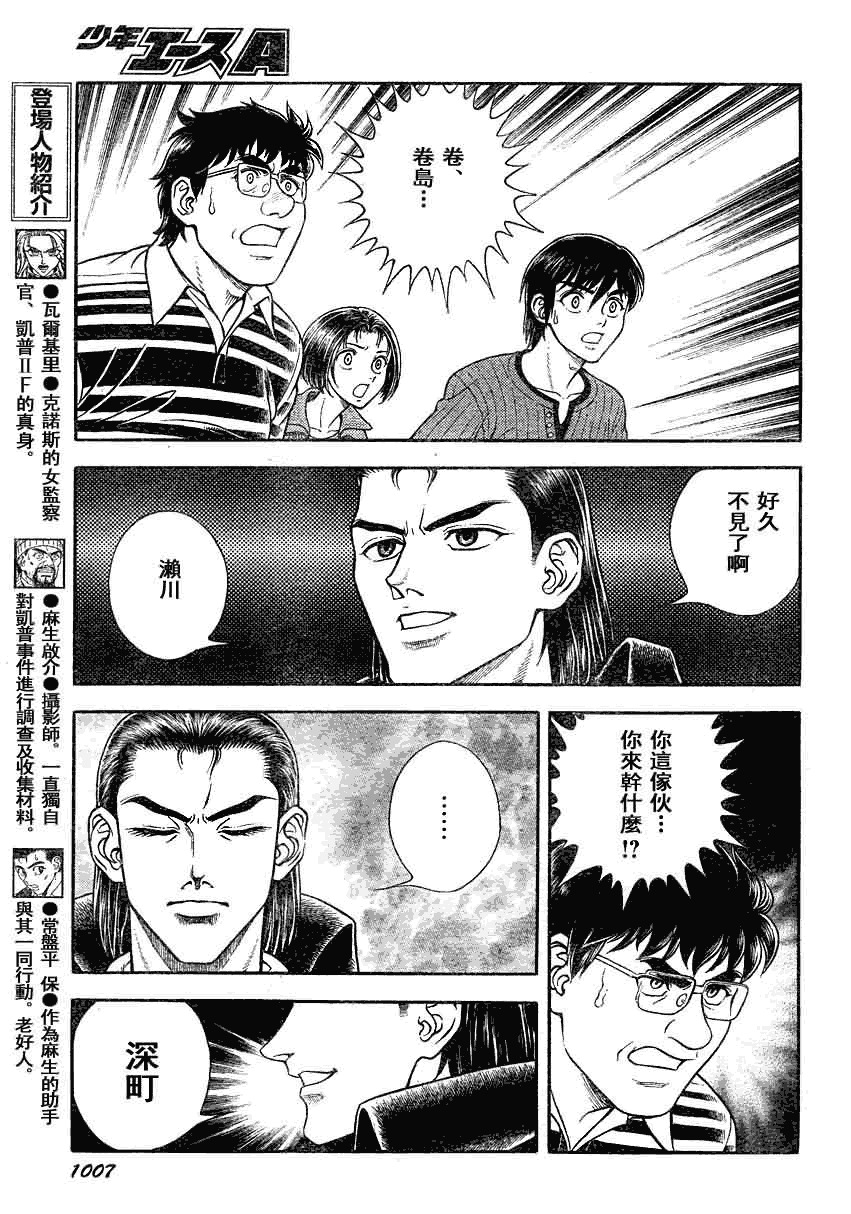 少年エースA
登場人物紹介
●瓦爾基里●克諾斯的女監察
官、凱普ⅡF的真身。
●麻生啟介●攝影師。一直獨自
對凱普事件進行調查及收集材料。
●常盤平 保●作為麻生的助手
與其一同行動。老好人。
卷、
卷島…
好久
不見了啊
瀨川
你這傢伙…
你來幹什麼!?
……
深町
1007